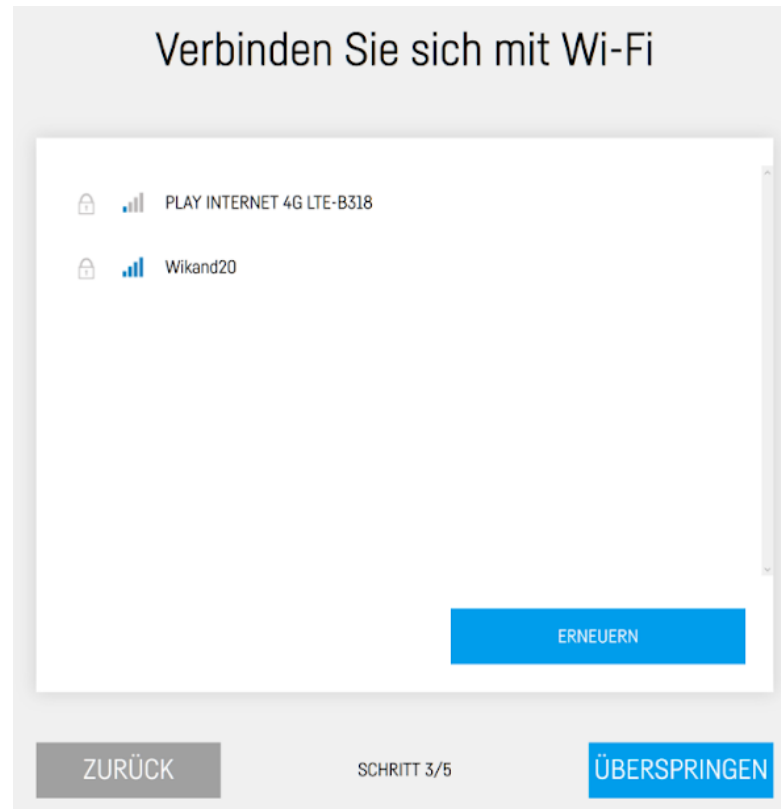 Verbinden Sie sich mit Wi-Fi
PLAY INTERNET 4G LTE-B318
Wikand20
ERNEUERN
ZURÜCK
SCHRITT 3/5
ÜBERSPRINGEN